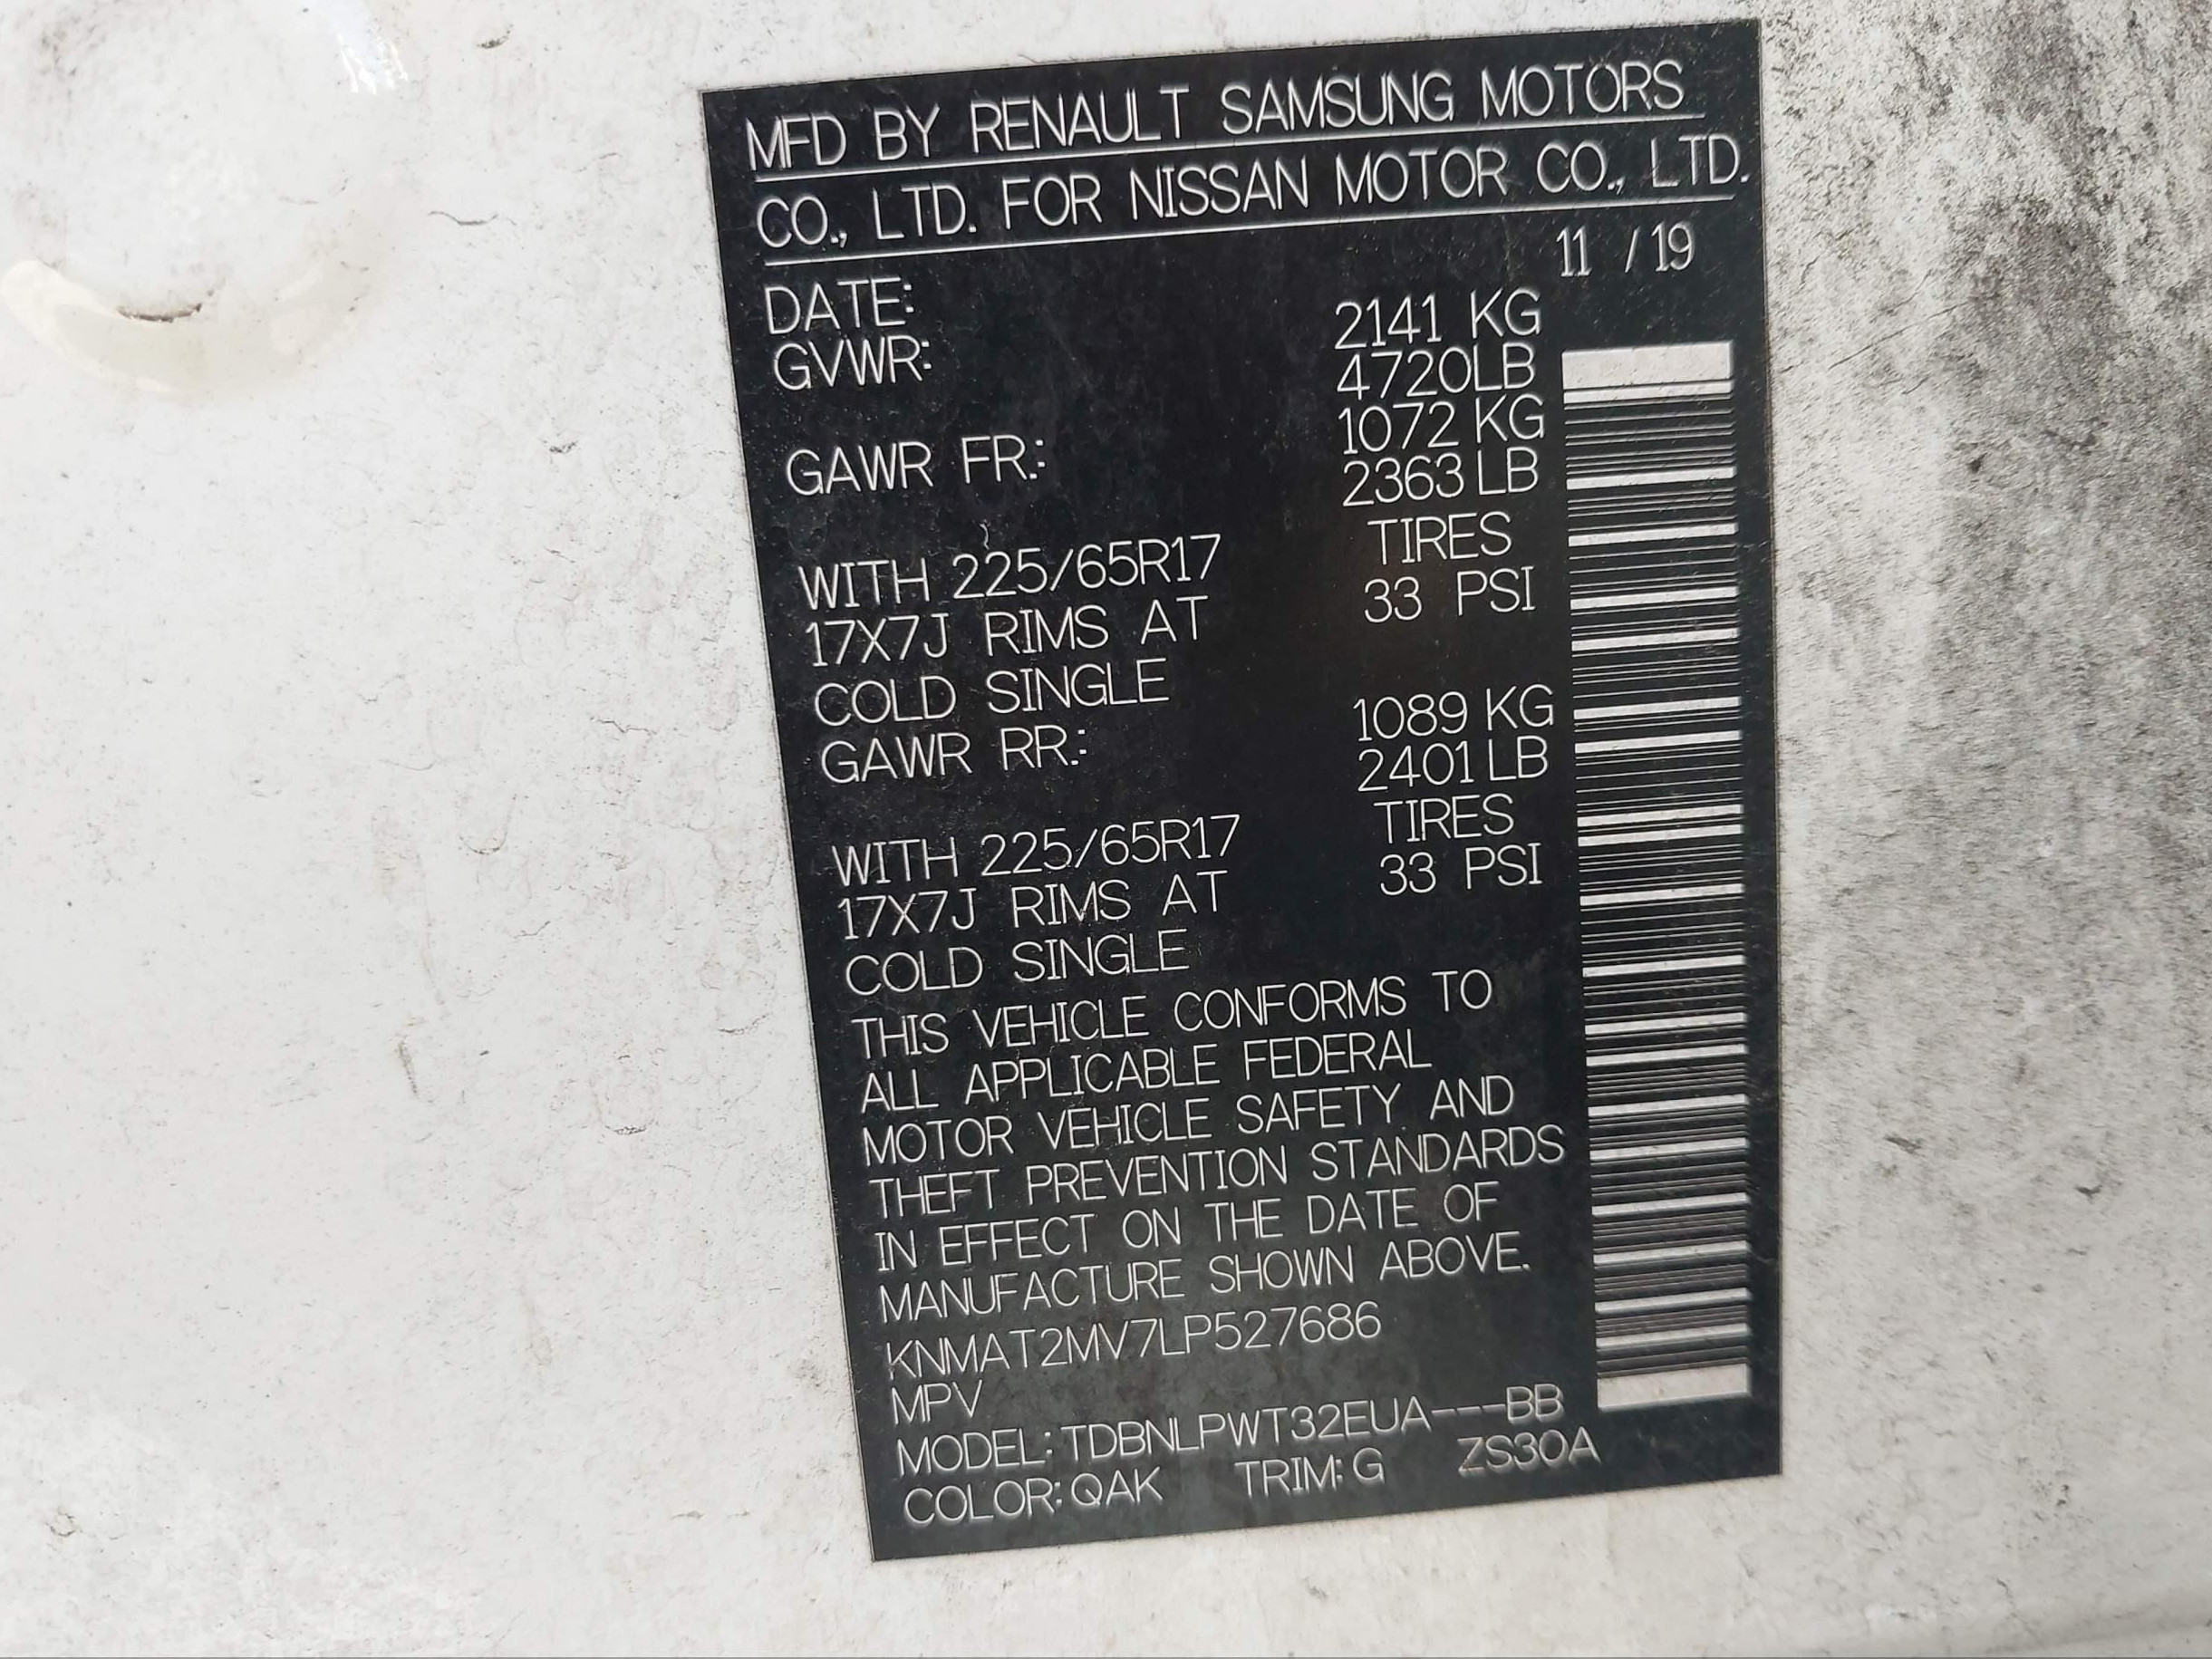 MFD BY RENAULT SAMSUNG MOTORS
CO., LTD. FOR NISSAN MOTOR CO., LTD.
DATE: 11 /19
GVWR: 2141 KG
4720LB
GAWR FR.: 1072 KG
2363 LB
WITH 225/65R17 TIRES
17X7J RIMS AT 33 PSI
COLD SINGLE
GAWR RR.: 1089 KG
2401 LB
WITH 225/65R17 TIRES
17X7J RIMS AT 33 PSI
COLD SINGLE
THIS VEHICLE CONFORMS TO
ALL APPLICABLE FEDERAL
MOTOR VEHICLE SAFETY AND
THEFT PREVENTION STANDARDS
IN EFFECT ON THE DATE OF
MANUFACTURE SHOWN ABOVE.
KNMAT2MV7LP527686
MPV
MODEL: TDBNLPWT32EUA---BB
COLOR: QAK TRIM: G ZS30A